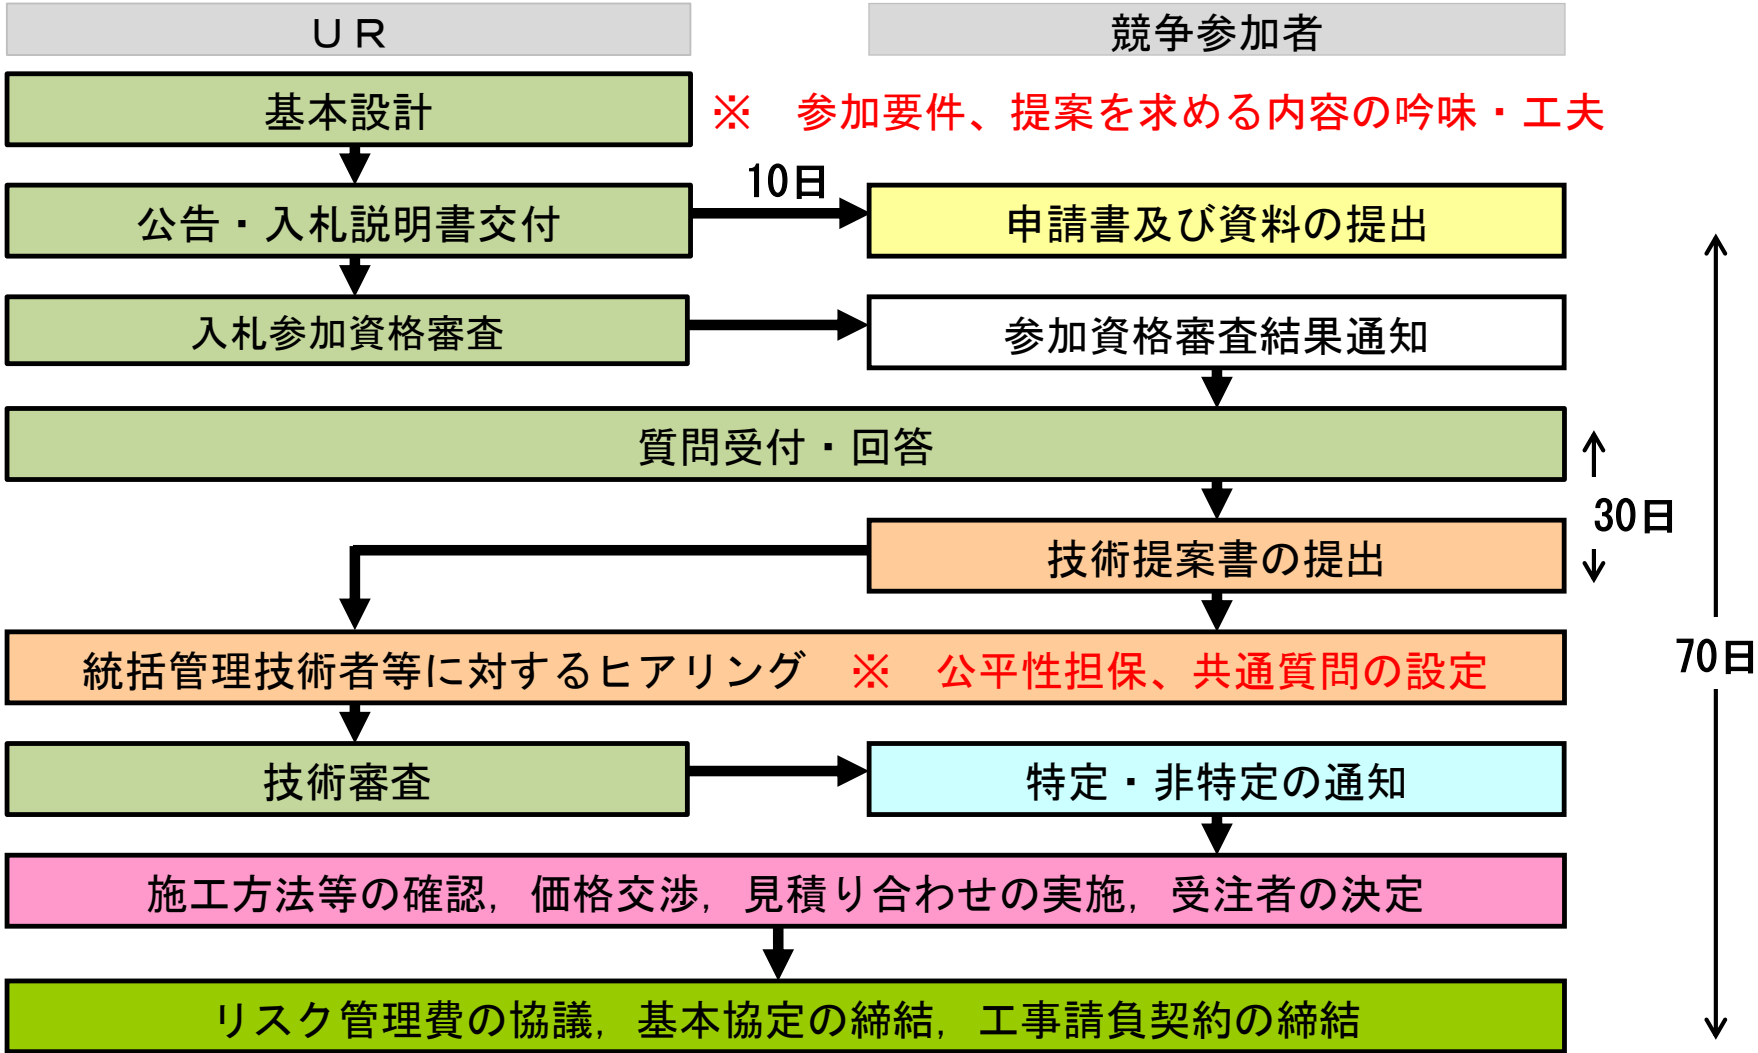 ＵＲ
競争参加者
基本設計
※　参加要件、提案を求める内容の吟味・工夫
10日
公告・入札説明書交付
申請書及び資料の提出
入札参加資格審査
参加資格審査結果通知
質問受付・回答
30日
技術提案書の提出
統括管理技術者等に対するヒアリング　※　公平性担保、共通質問の設定
70日
技術審査
特定・非特定の通知
施工方法等の確認，価格交渉，見積り合わせの実施，受注者の決定
リスク管理費の協議，基本協定の締結，工事請負契約の締結